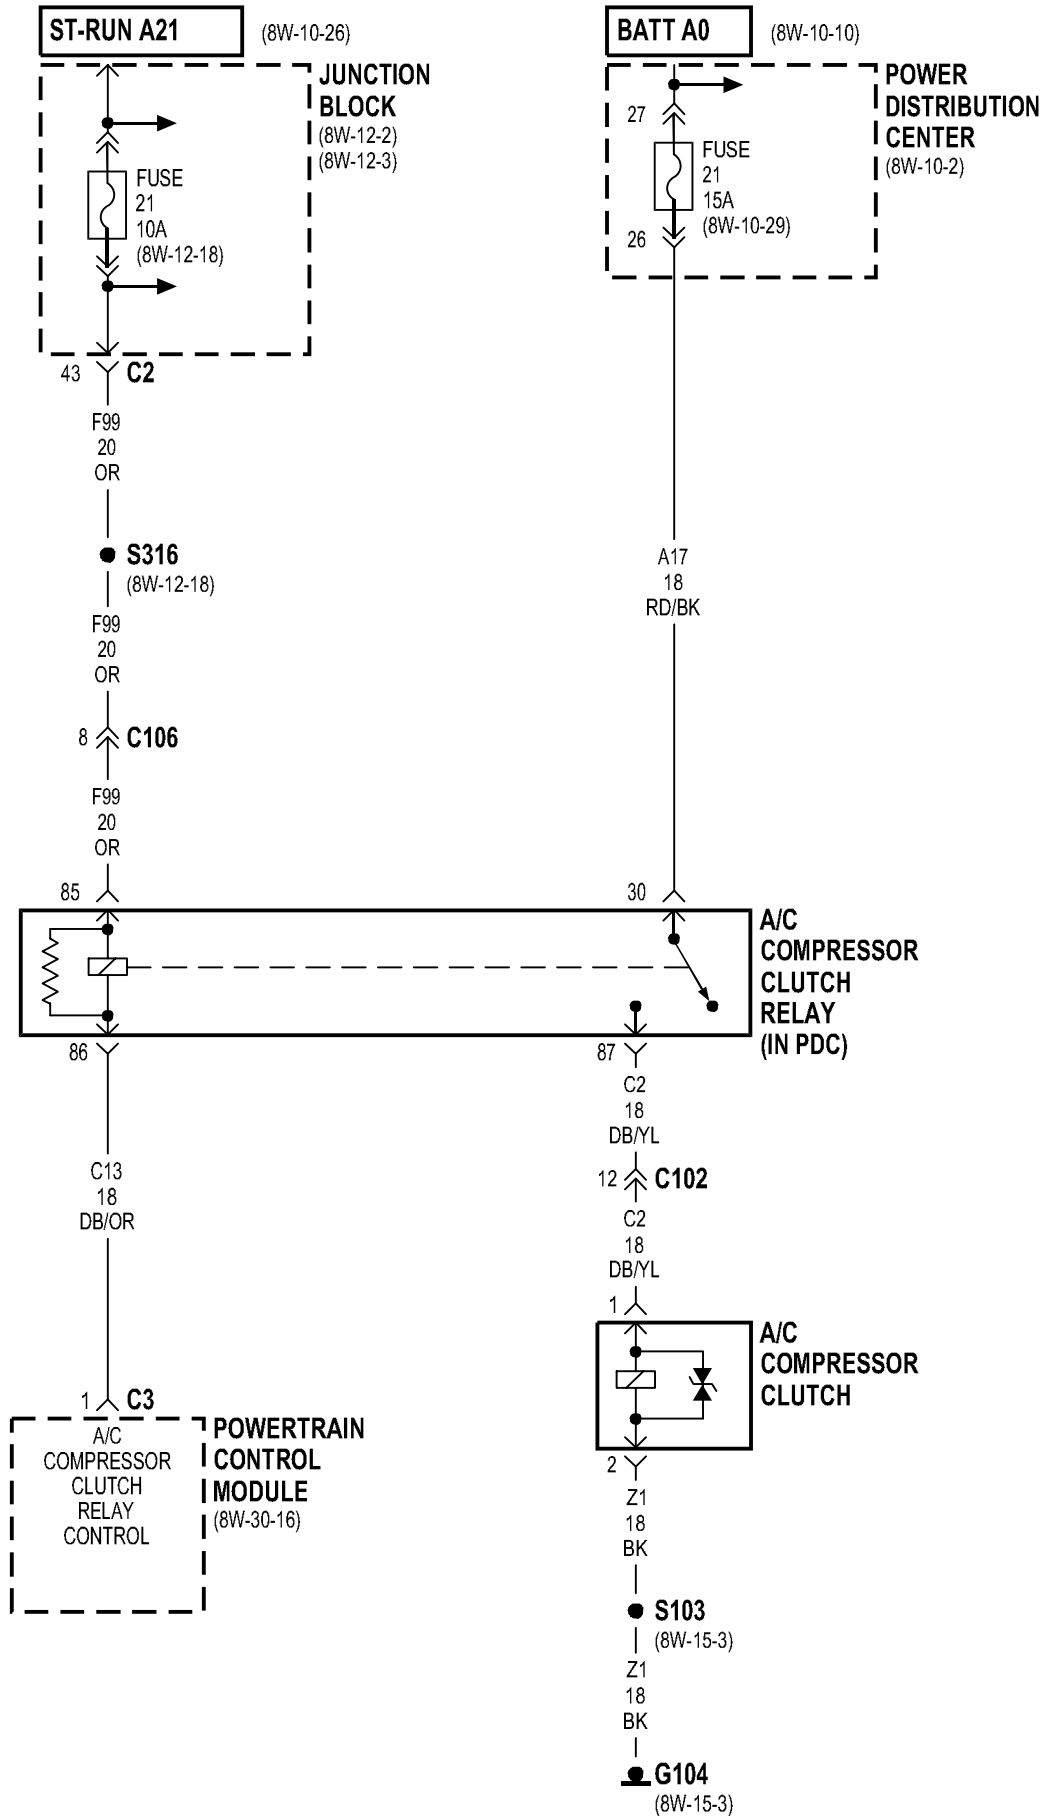 ST-RUN A21
(8W-10-26)
BATT A0
(8W-10-10)
JUNCTION
BLOCK
(8W-12-2)
(8W-12-3)
FUSE
21
10A
(8W-12-18)
POWER
DISTRIBUTION
CENTER
(8W-10-2)
27
FUSE
21
15A
(8W-10-29)
26
43
C2
F99
20
OR
S316
(8W-12-18)
F99
20
OR
8
C106
F99
20
OR
A17
18
RD/BK
85
30
A/C
COMPRESSOR
CLUTCH
RELAY
(IN PDC)
86
87
C13
18
DB/OR
C2
18
DB/YL
12
C102
C2
18
DB/YL
1
A/C
COMPRESSOR
CLUTCH
1
C3
A/C
COMPRESSOR
CLUTCH
RELAY
CONTROL
POWERTRAIN
CONTROL
MODULE
(8W-30-16)
2
Z1
18
BK
S103
(8W-15-3)
Z1
18
BK
G104
(8W-15-3)